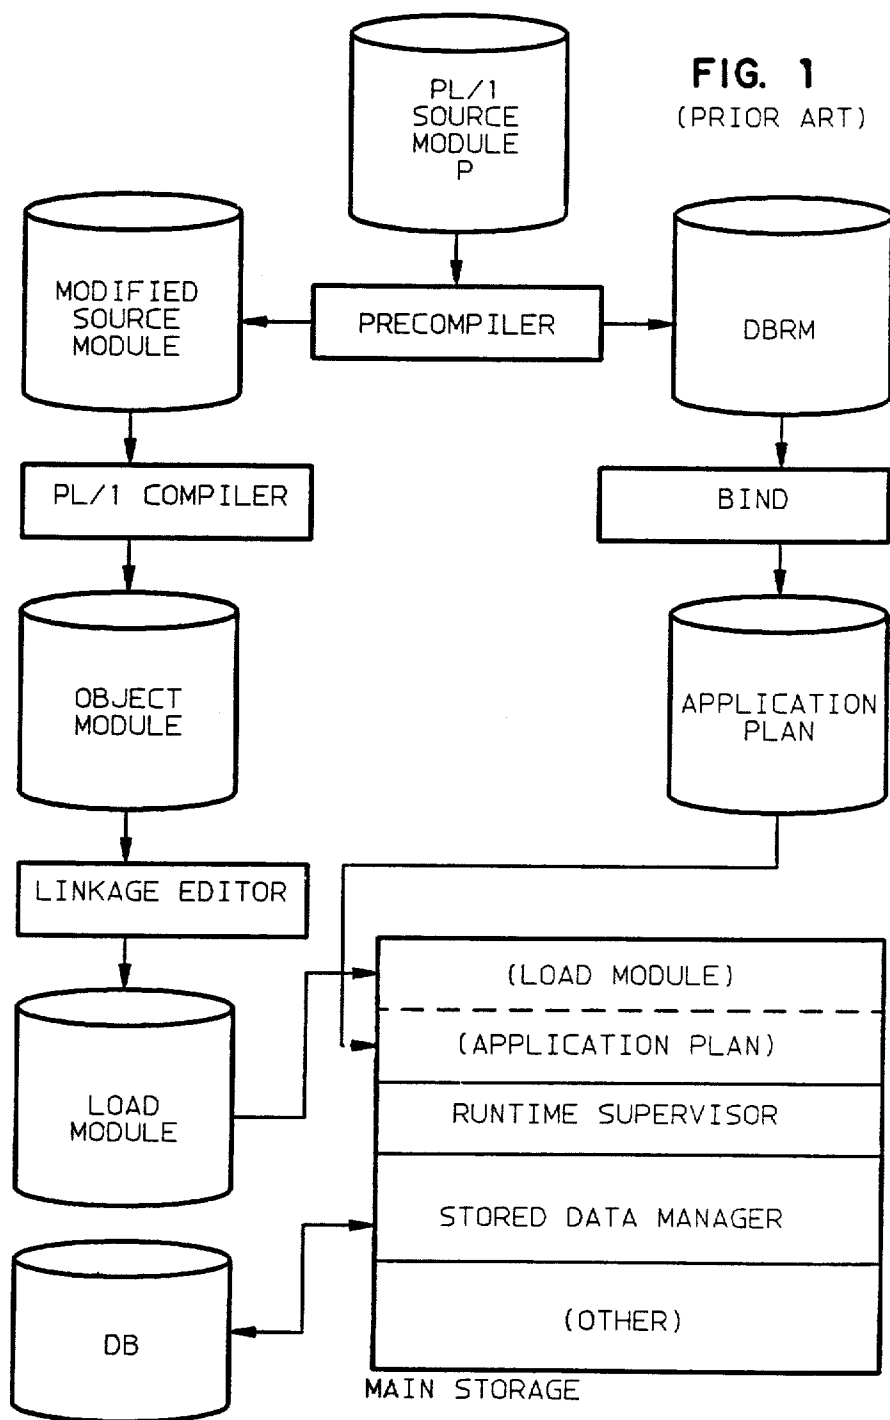 FIG. 1
(PRIOR ART)
PL/1
SOURCE
MODULE
P
MODIFIED
SOURCE
MODULE
PRECOMPILER
DBRM
PL/1 COMPILER
BIND
OBJECT
MODULE
APPLICATION
PLAN
LINKAGE EDITOR
(LOAD MODULE)
(APPLICATION PLAN)
LOAD
MODULE
RUNTIME SUPERVISOR
STORED DATA MANAGER
DB
(OTHER)
MAIN STORAGE